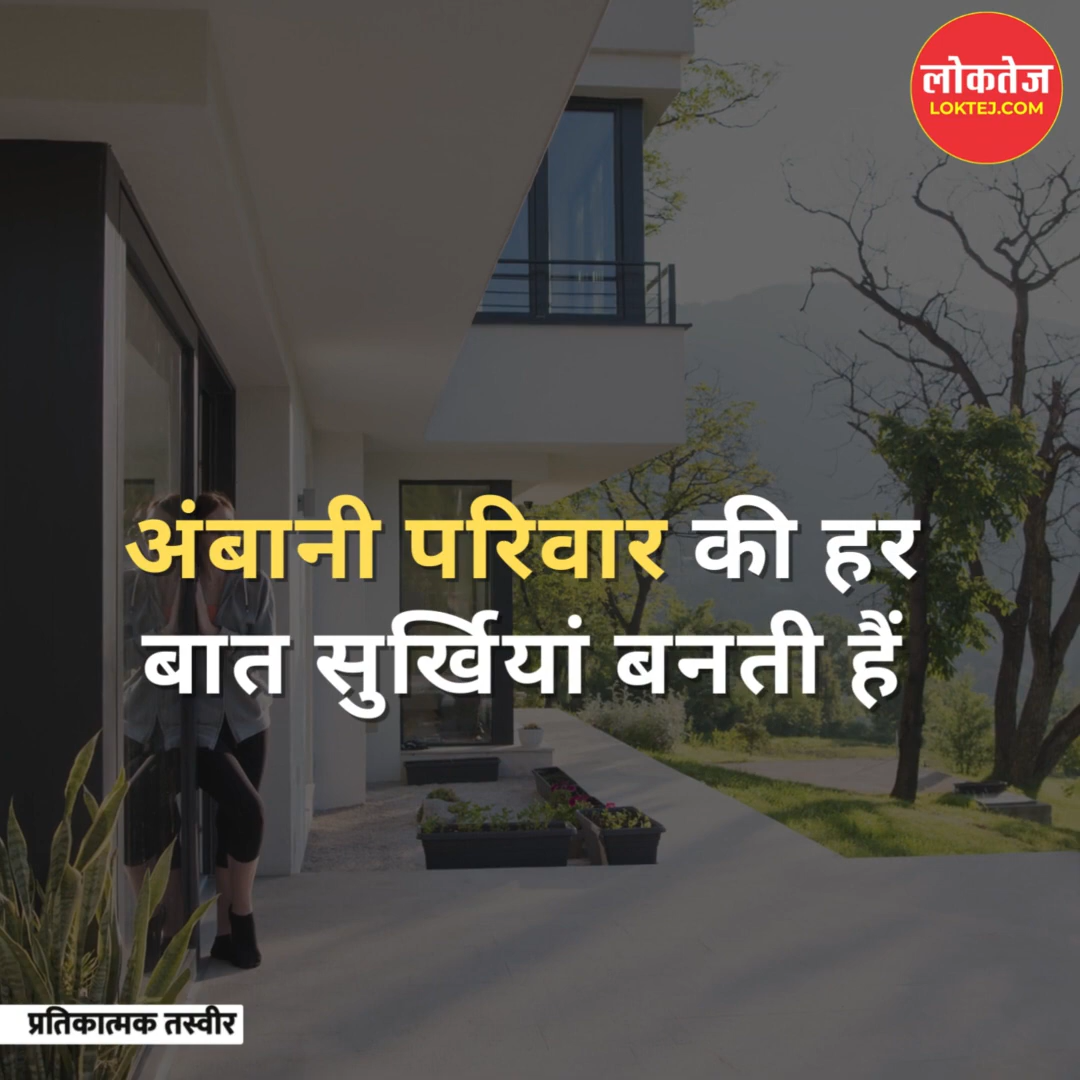 लोकतेज
LOKTEJ.COM
अंबानी परिवार की हर
बात सुर्खियां बनती हैं
प्रतिकात्मक तस्वीर